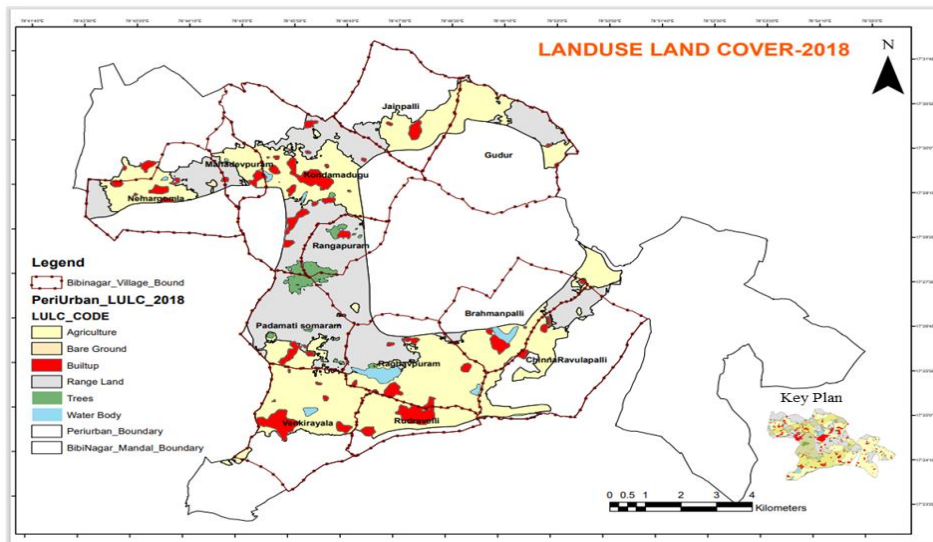 LANDUSE LAND COVER-2018
N
Jainpalli
Gudur
Mahadevpuram
Kondamadugu
Nemargomla
Rangapuram
Legend
Bibinagar_Village_Bound
PeriUrban_LULC_2018
LULC_CODE
Agriculture
Bare Ground
Builtup
Range Land
Trees
Water Body
Periurban_Boundary
BibiNagar_Mandal_Boundary
Padamati somaram
Brahmanpalli
Raghavpuram
ChinnaRavulapalli
Venkirayala
Rudravelli
Key Plan
0 0.5 1 2 3 4
Kilometers